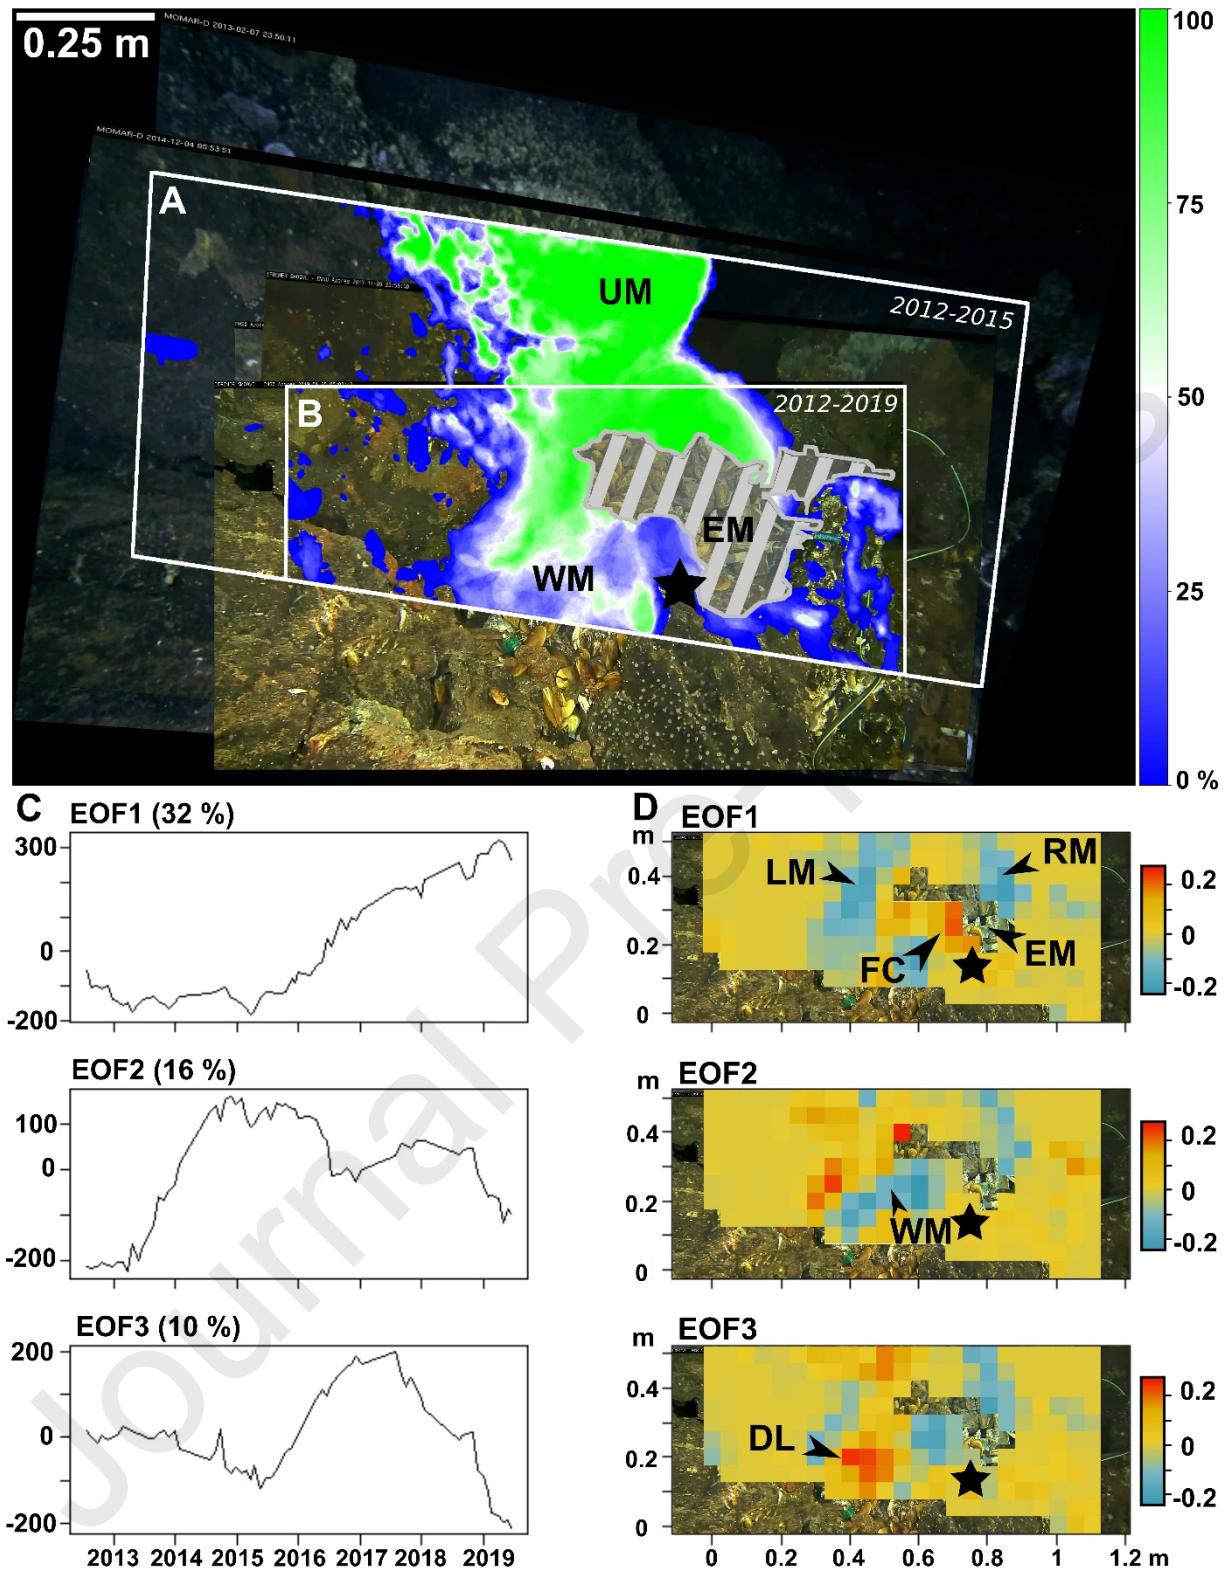 MOMAR-D 2013-02-07 23:50:11
0.25 m
MOMAR-D 2014-12-04 05:53:51
A
2012-2015
UM
B
2012-2019
EM
WM
100
75
50
25
0 %
C
EOF1 (32 %)
300
0
-200
EOF2 (16 %)
100
0
-200
EOF3 (10 %)
200
0
-200
2013 2014 2015 2016 2017 2018 2019
D
EOF1
m
0.4
0.2
0
LM
RM
FC
EM
0.2
0
-0.2
EOF2
m
0.4
0.2
0
WM
0.2
0
-0.2
EOF3
m
0.4
0.2
0
DL
0.2
0
-0.2
0 0.2 0.4 0.6 0.8 1 1.2 m
Journal Pre-